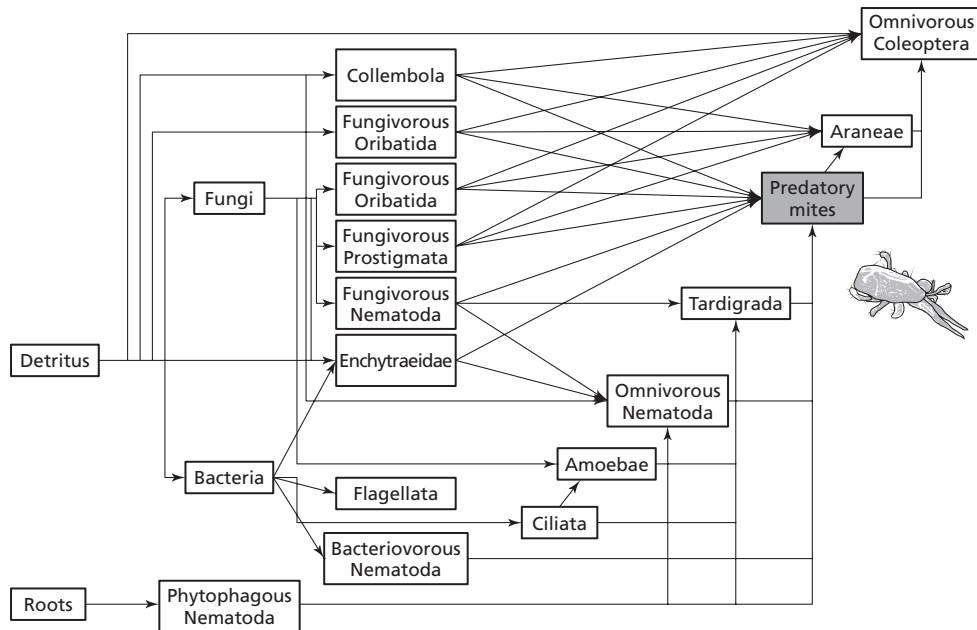 Omnivorous
Coleoptera
Collembola
Fungivorous
Oribatida
Araneae
Fungi
Fungivorous
Oribatida
Predatory
mites
Fungivorous
Prostigmata
Fungivorous
Nematoda
Tardigrada
Detritus
Enchytraeidae
Omnivorous
Nematoda
Bacteria
Amoebae
Flagellata
Ciliata
Bacteriovorous
Nematoda
Roots
Phytophagous
Nematoda